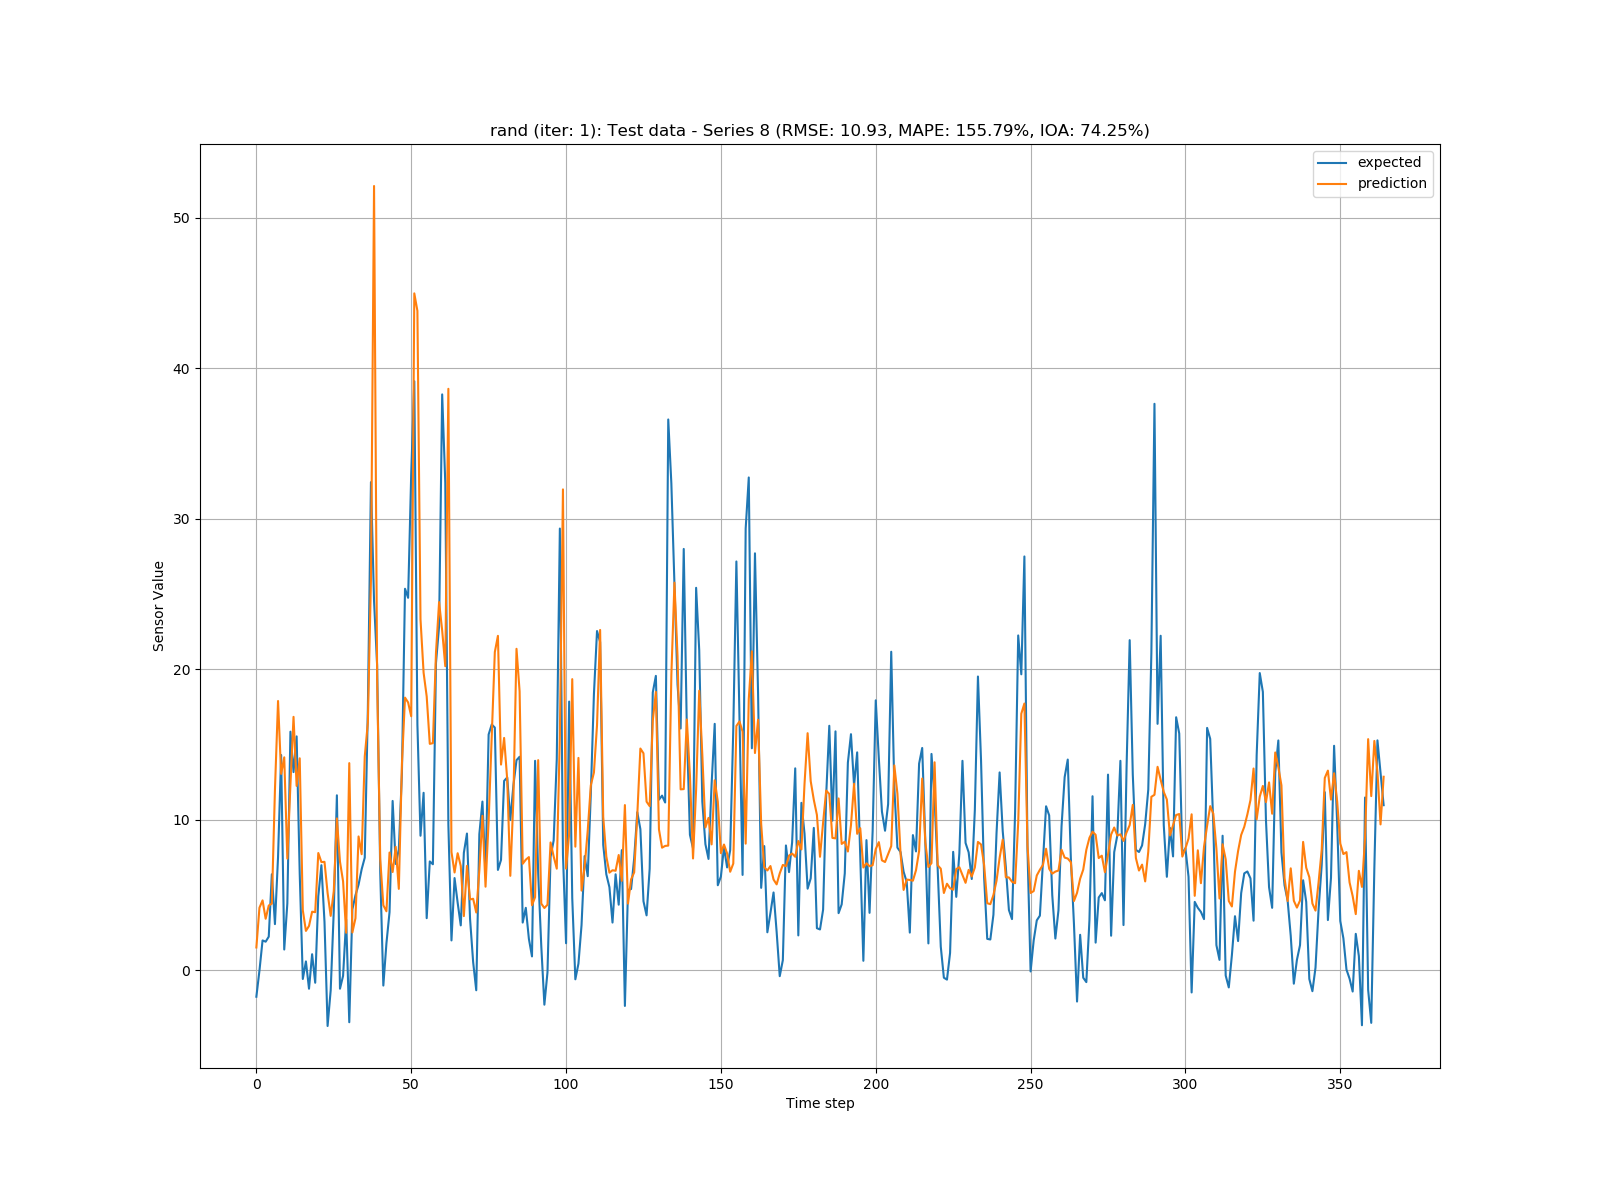 rand (iter: 1): Test data - Series 8 (RMSE: 10.93, MAPE: 155.79%, IOA: 74.25%)
expected
prediction
50
40
30
20
10
0
Sensor Value
0 50 100 150 200 250 300 350
Time step